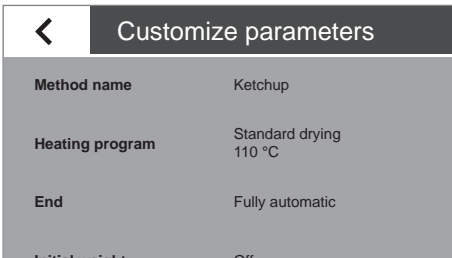 Customize parameters
Method name Ketchup
Heating program Standard drying
110 °C
End Fully automatic